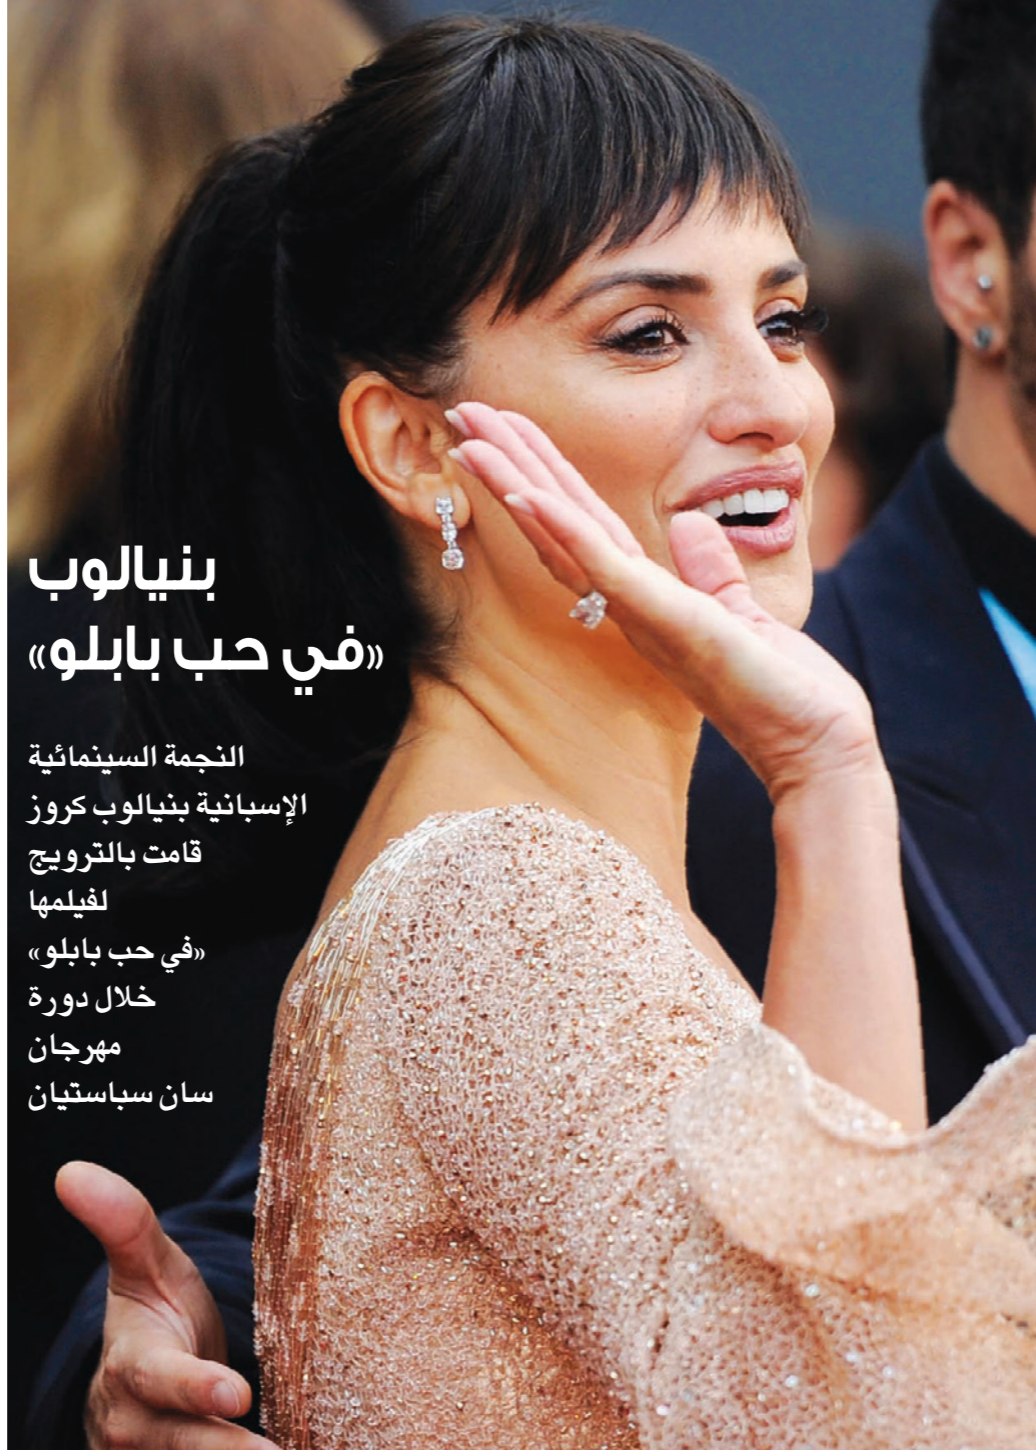 بنيالوب
«في حب بابلو»
النجمة السينمائية
الإسبانية بنيالوب كروز
قامت بالترويج
لفيلمها
«في حب بابلو»
خلال دورة
مهرجان
سان سباستيان